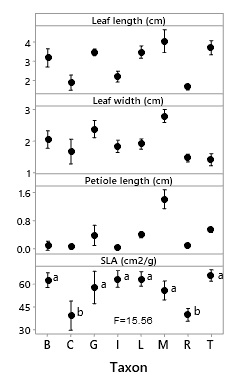 Leaf length (cm)
4
3
2
Leaf width (cm)
3
2
1
Petiole length (cm)
1.6
0.8
0.0
SLA (cm2/g)
60
45
30
a
b
a
a
a
a
b
a
F=15.56
B C G I L M R T
Taxon